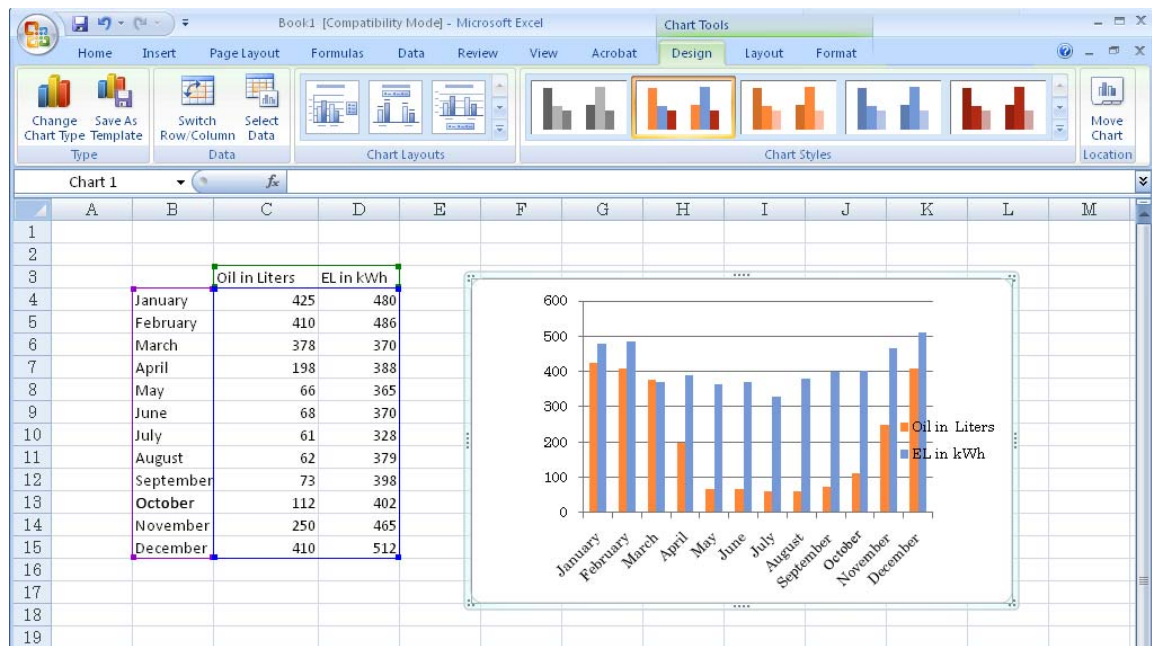 Book1 [Compatibility Mode] - Microsoft Excel
Chart Tools
Home Insert Page Layout Formulas Data Review View Acrobat Design Layout Format
Change Chart Type
Save As Template
Switch Row/Column
Select Data
Move Chart
Type Data Chart Layouts Chart Styles Location
Chart 1 fx
A B C D E F G H I J K L M
1
2
3 Oil in Liters EL in kWh
4 January 425 480
5 February 410 486
6 March 378 370
7 April 198 388
8 May 66 365
9 June 68 370
10 July 61 328
11 August 62 379
12 September 73 398
13 October 112 402
14 November 250 465
15 December 410 512
16
17
18
19
600
500
400
300
200
100
0
Oil in Liters
EL in kWh
January February March April May June July August September October November December